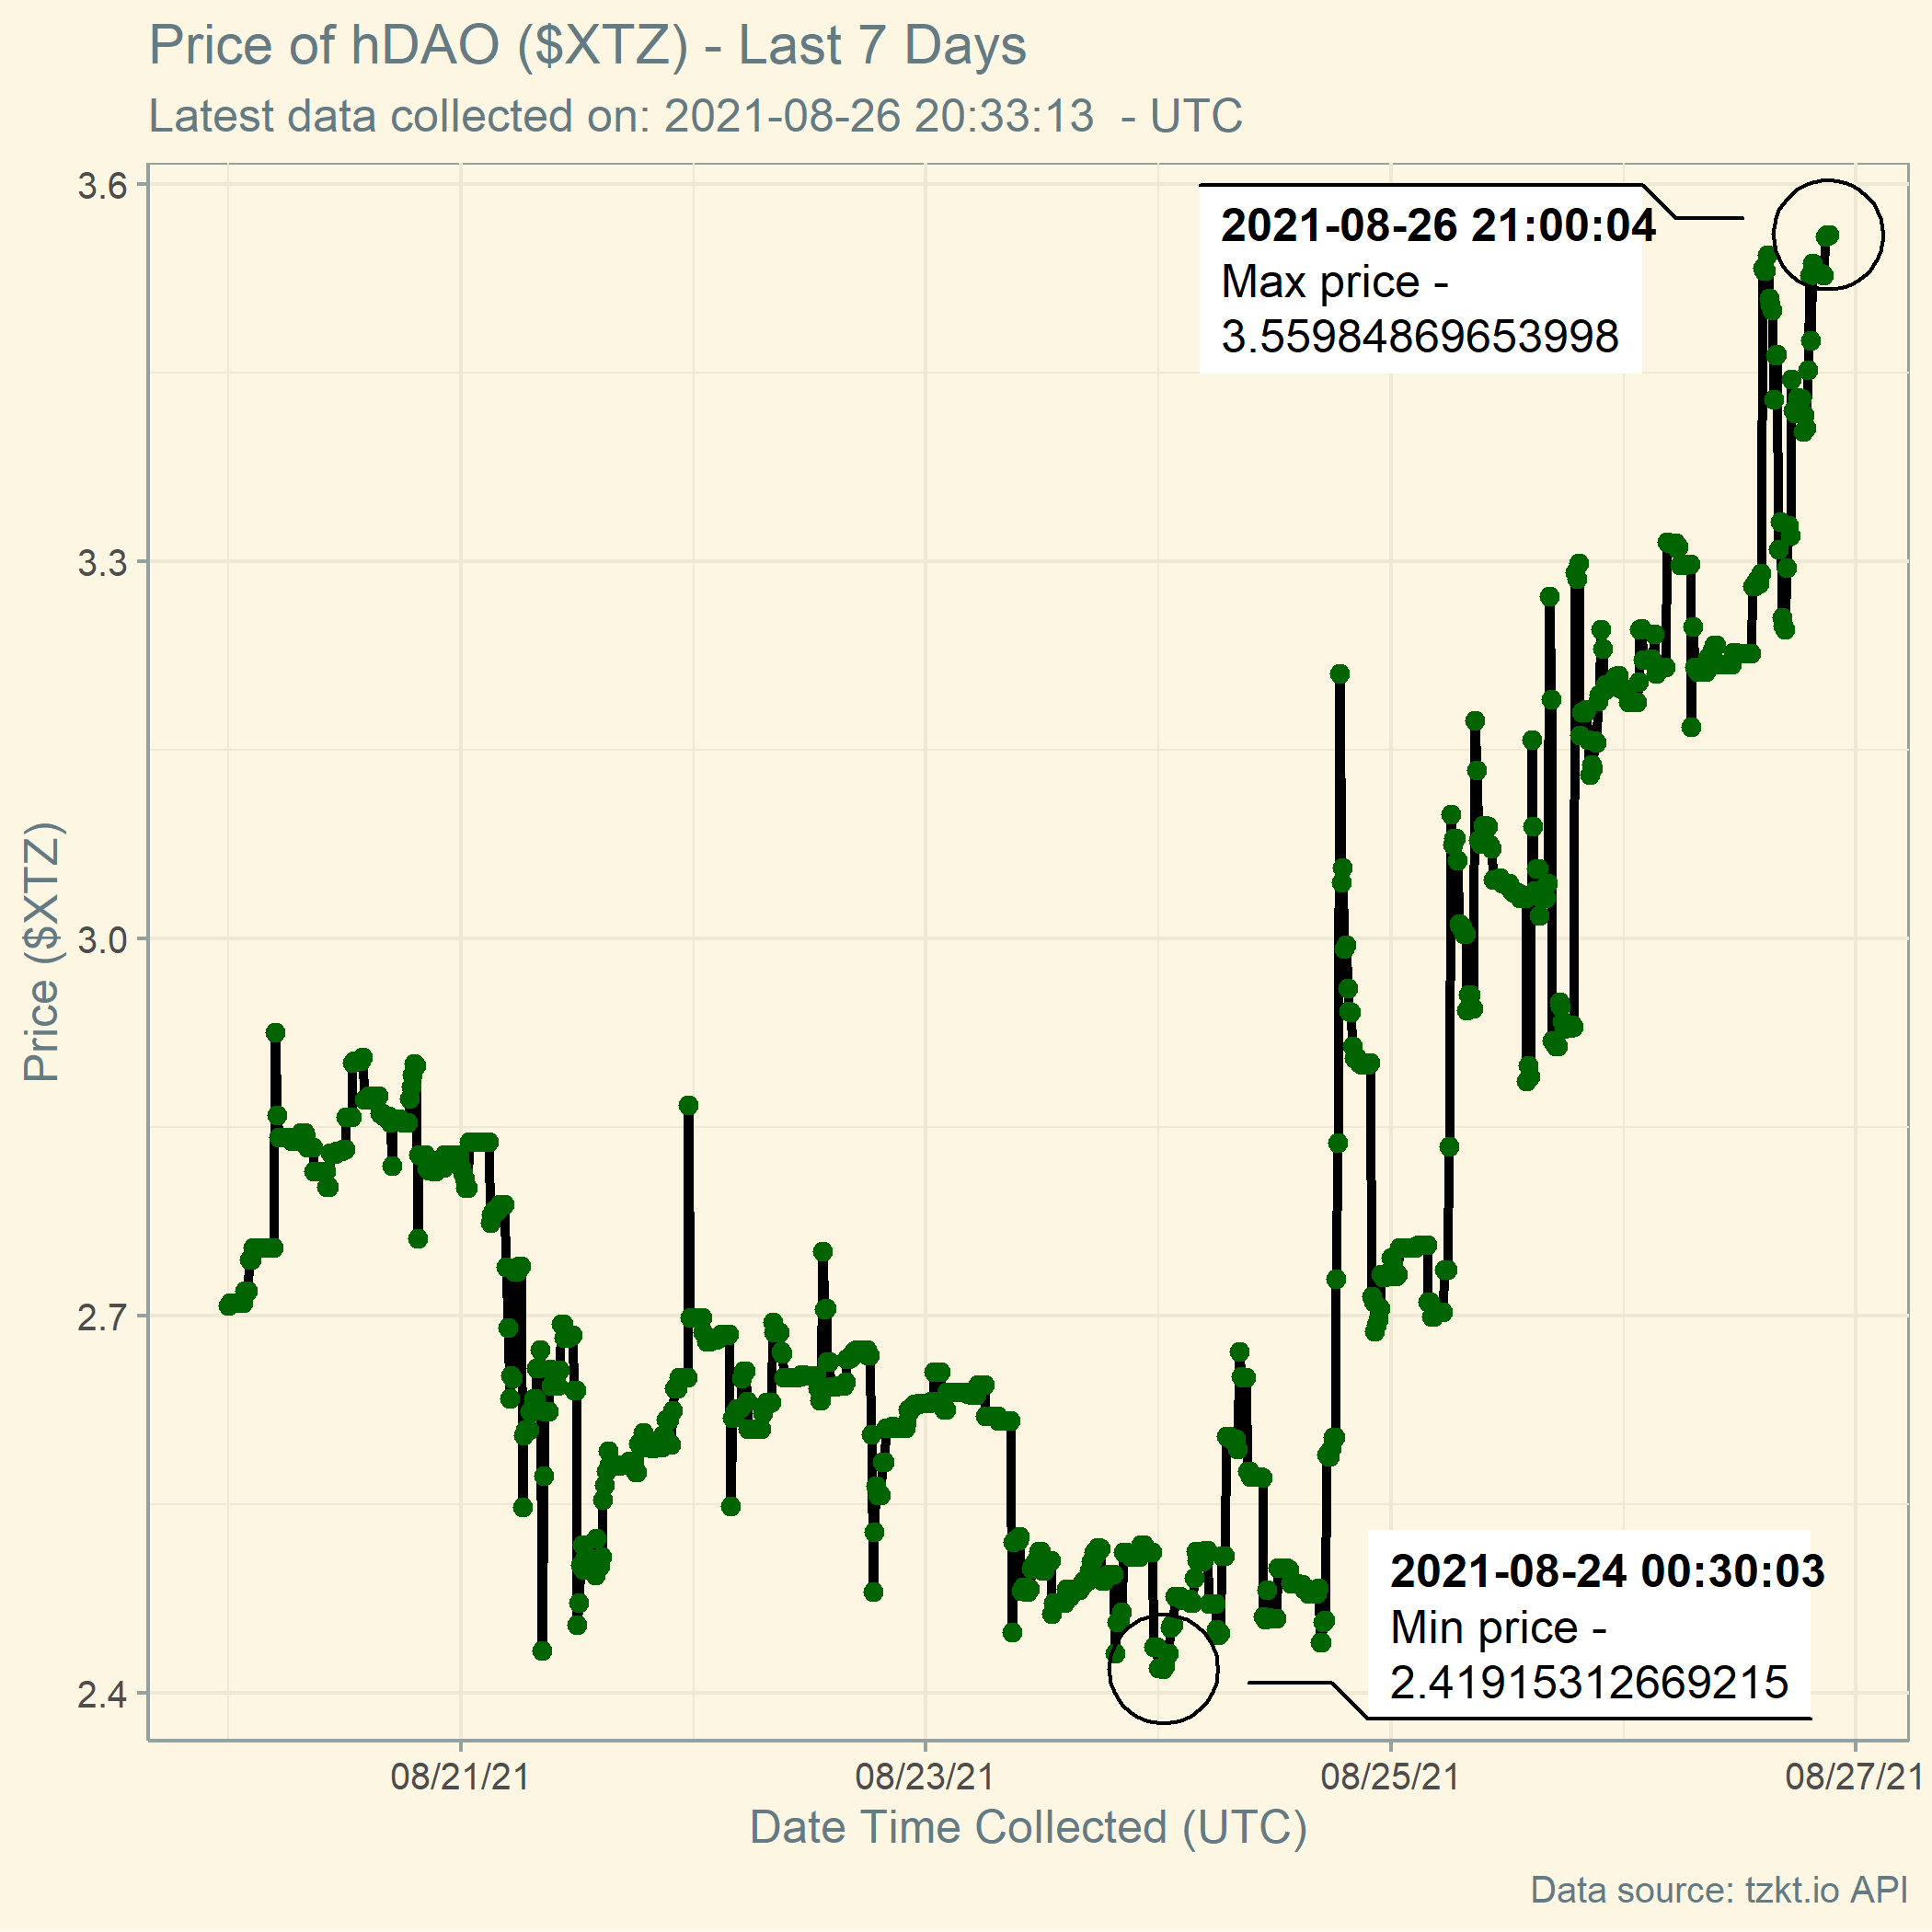 Price of hDAO ($XTZ) - Last 7 Days
Latest data collected on: 2021-08-26 20:33:13  - UTC
3.6
3.3
3.0
2.7
2.4
Price ($XTZ)
2021-08-26 21:00:04
Max price -
3.55984869653998
2021-08-24 00:30:03
Min price -
2.41915312669215
08/21/21
08/23/21
08/25/21
08/27/21
Date Time Collected (UTC)
Data source: tzkt.io API